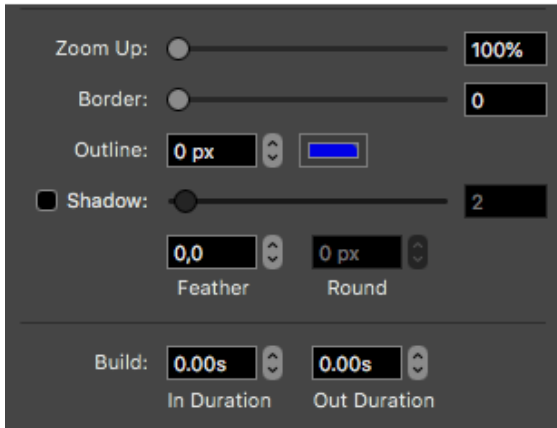 Zoom Up: 100%
Border: 0
Outline: 0 px
Shadow: 2
0,0 0 px
Feather Round
Build: 0.00s 0.00s
In Duration Out Duration